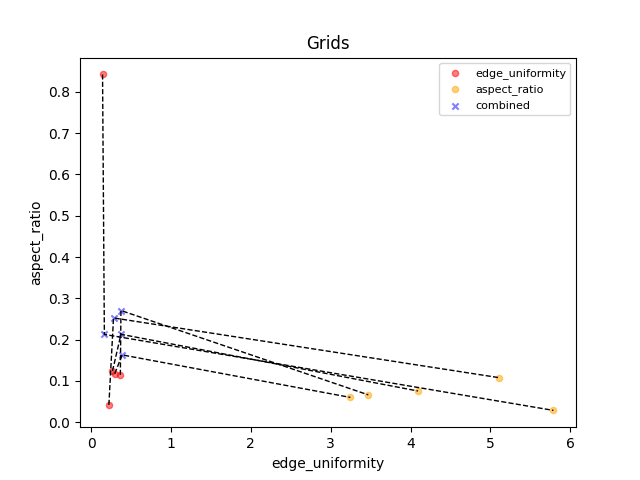 Grids
edge_uniformity
aspect_ratio
combined
aspect_ratio
0.8
0.7
0.6
0.5
0.4
0.3
0.2
0.1
0.0
0 1 2 3 4 5 6
edge_uniformity